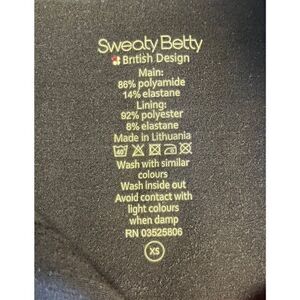 Sweaty Betty
British Design
Main:
86% polyamide
14% elastane
Lining:
92% polyester
8% elastane
Made in Lithuania
40
Wash with similar
colours
Wash inside out
Avoid contact with
light colours
when damp
RN 03525806
XS